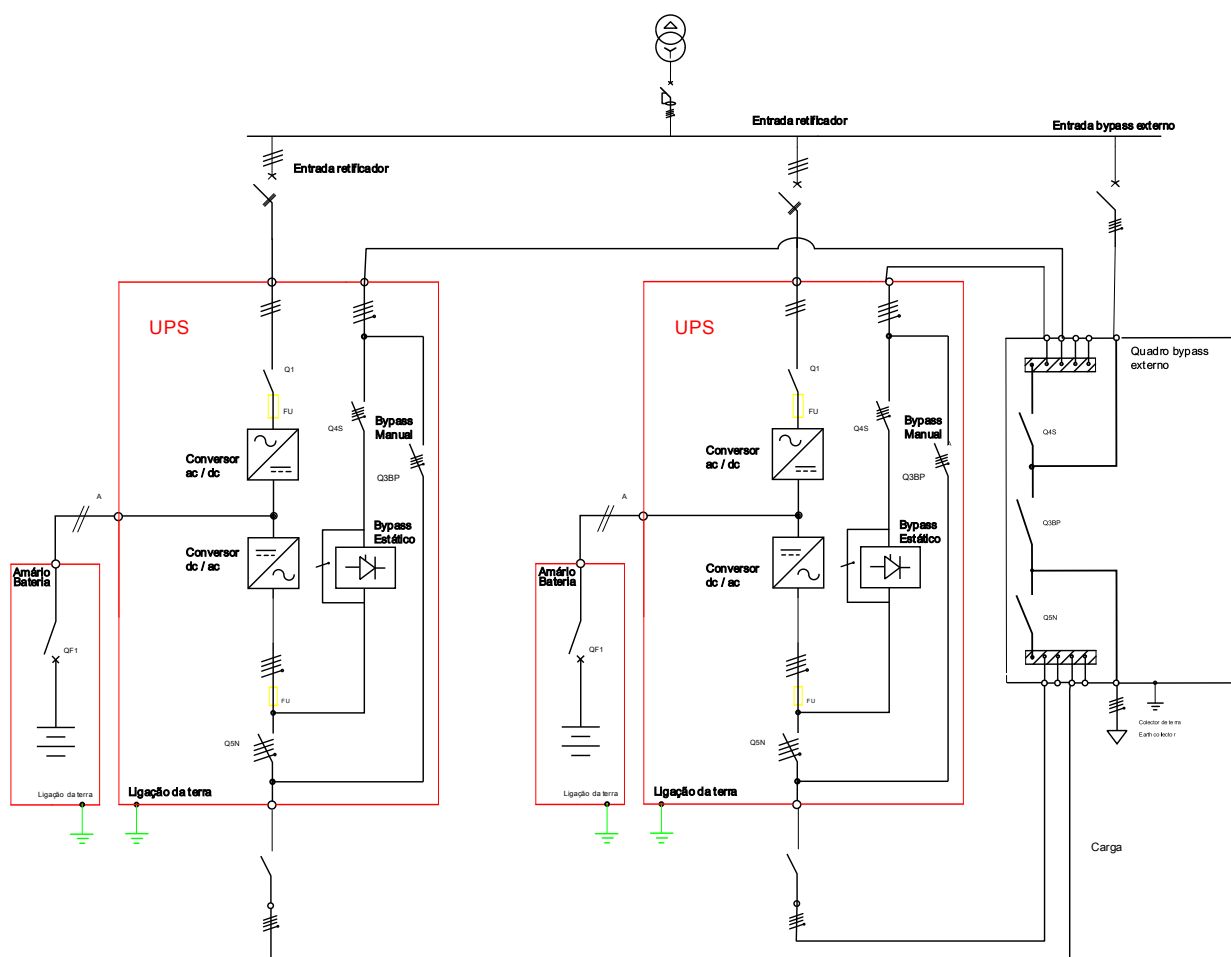 Entrada retificador
Entrada bypass externo
Entrada retificador
UPS
UPS
Quadro bypass
externo
Q1
FU
Q4S
Bypass
Manual
Q3BP
Conversor
ac / dc
A
Conversor
dc / ac
Bypass
Estático
Amário
Bateria
QF1
FU
Q5N
Ligação da terra
Ligação da terra
Q1
FU
Q4S
Bypass
Manual
Q3BP
Conversor
ac / dc
A
Conversor
dc / ac
Bypass
Estático
Amário
Bateria
QF1
FU
Q5N
Ligação da terra
Ligação da terra
Q4S
Q3BP
Q5N
Colector de terra
Earth collector
Carga